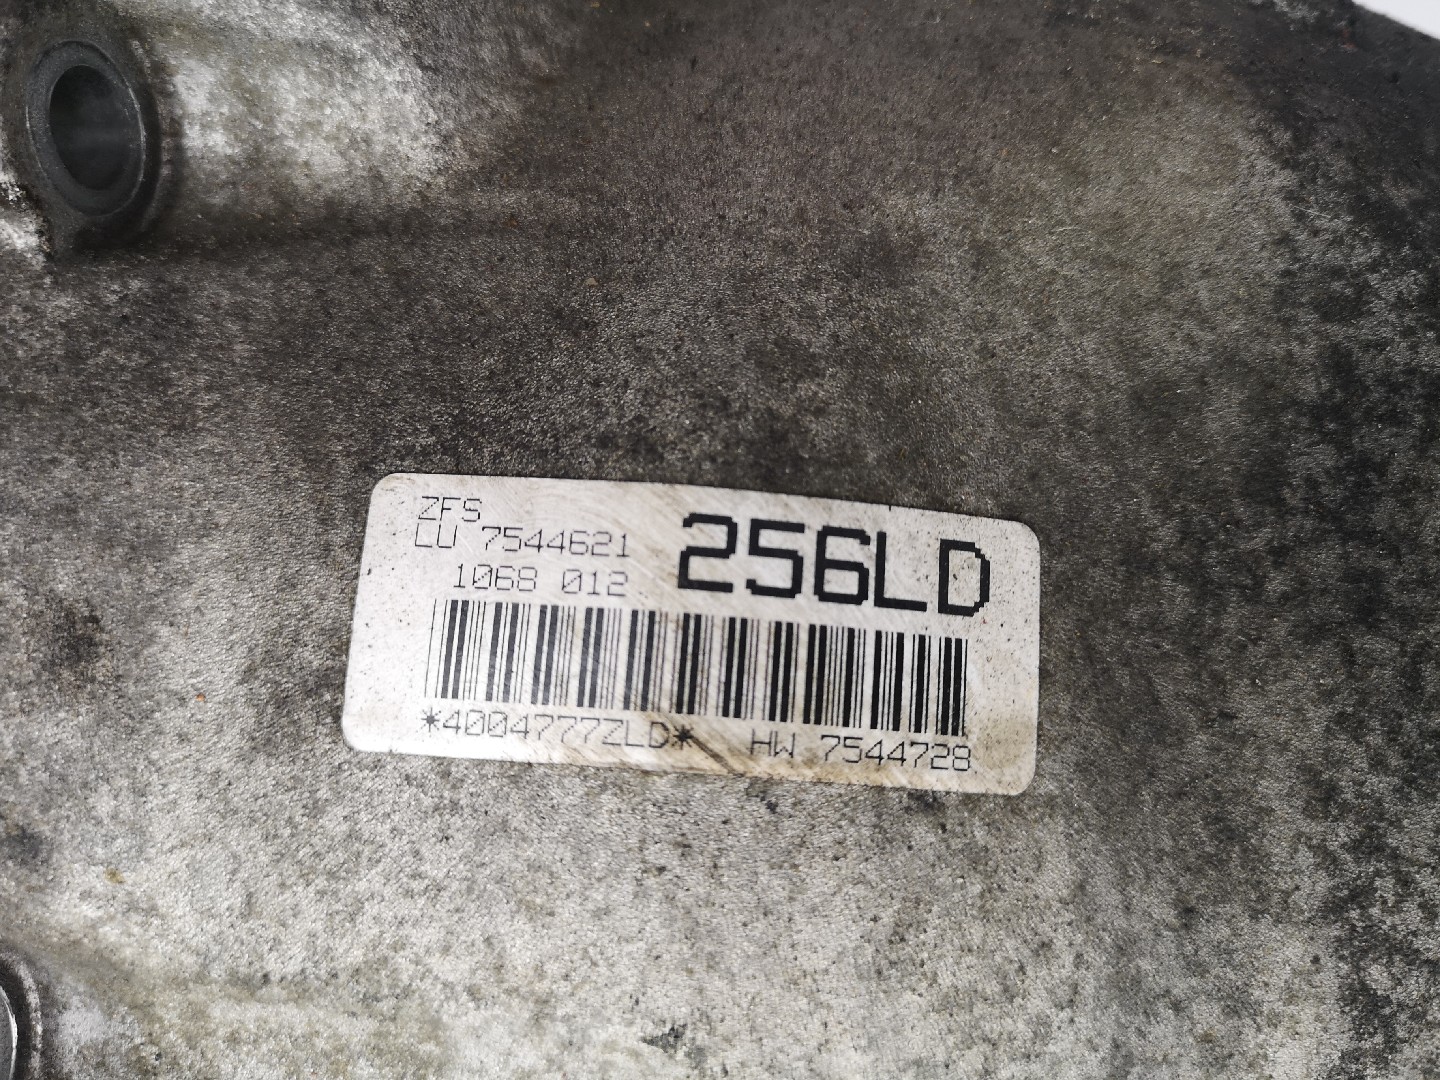 ZFS
LU 7544621
1068 012
256LD
*4004777ZLD* HW 7544728